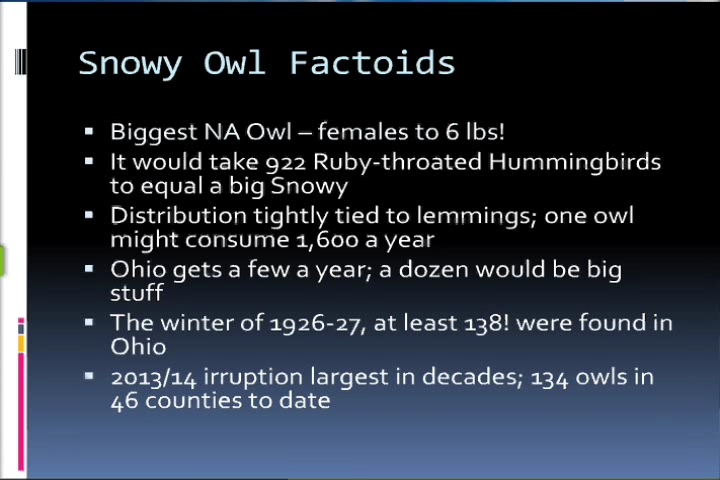 Snowy Owl Factoids
Biggest NA Owl – females to 6 lbs!
It would take 922 Ruby-throated Hummingbirds
to equal a big Snowy
Distribution tightly tied to lemmings; one owl
might consume 1,600 a year
Ohio gets a few a year; a dozen would be big
stuff
The winter of 1926-27, at least 138! were found in
Ohio
2013/14 irruption largest in decades; 134 owls in
46 counties to date